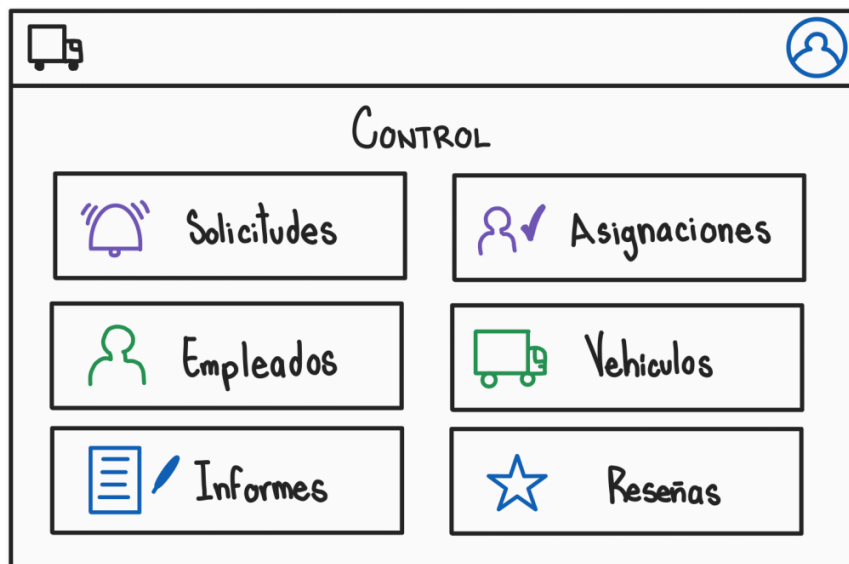 CONTROL
Solicitudes
Asignaciones
Empleados
Vehiculos
Informes
Reseñas